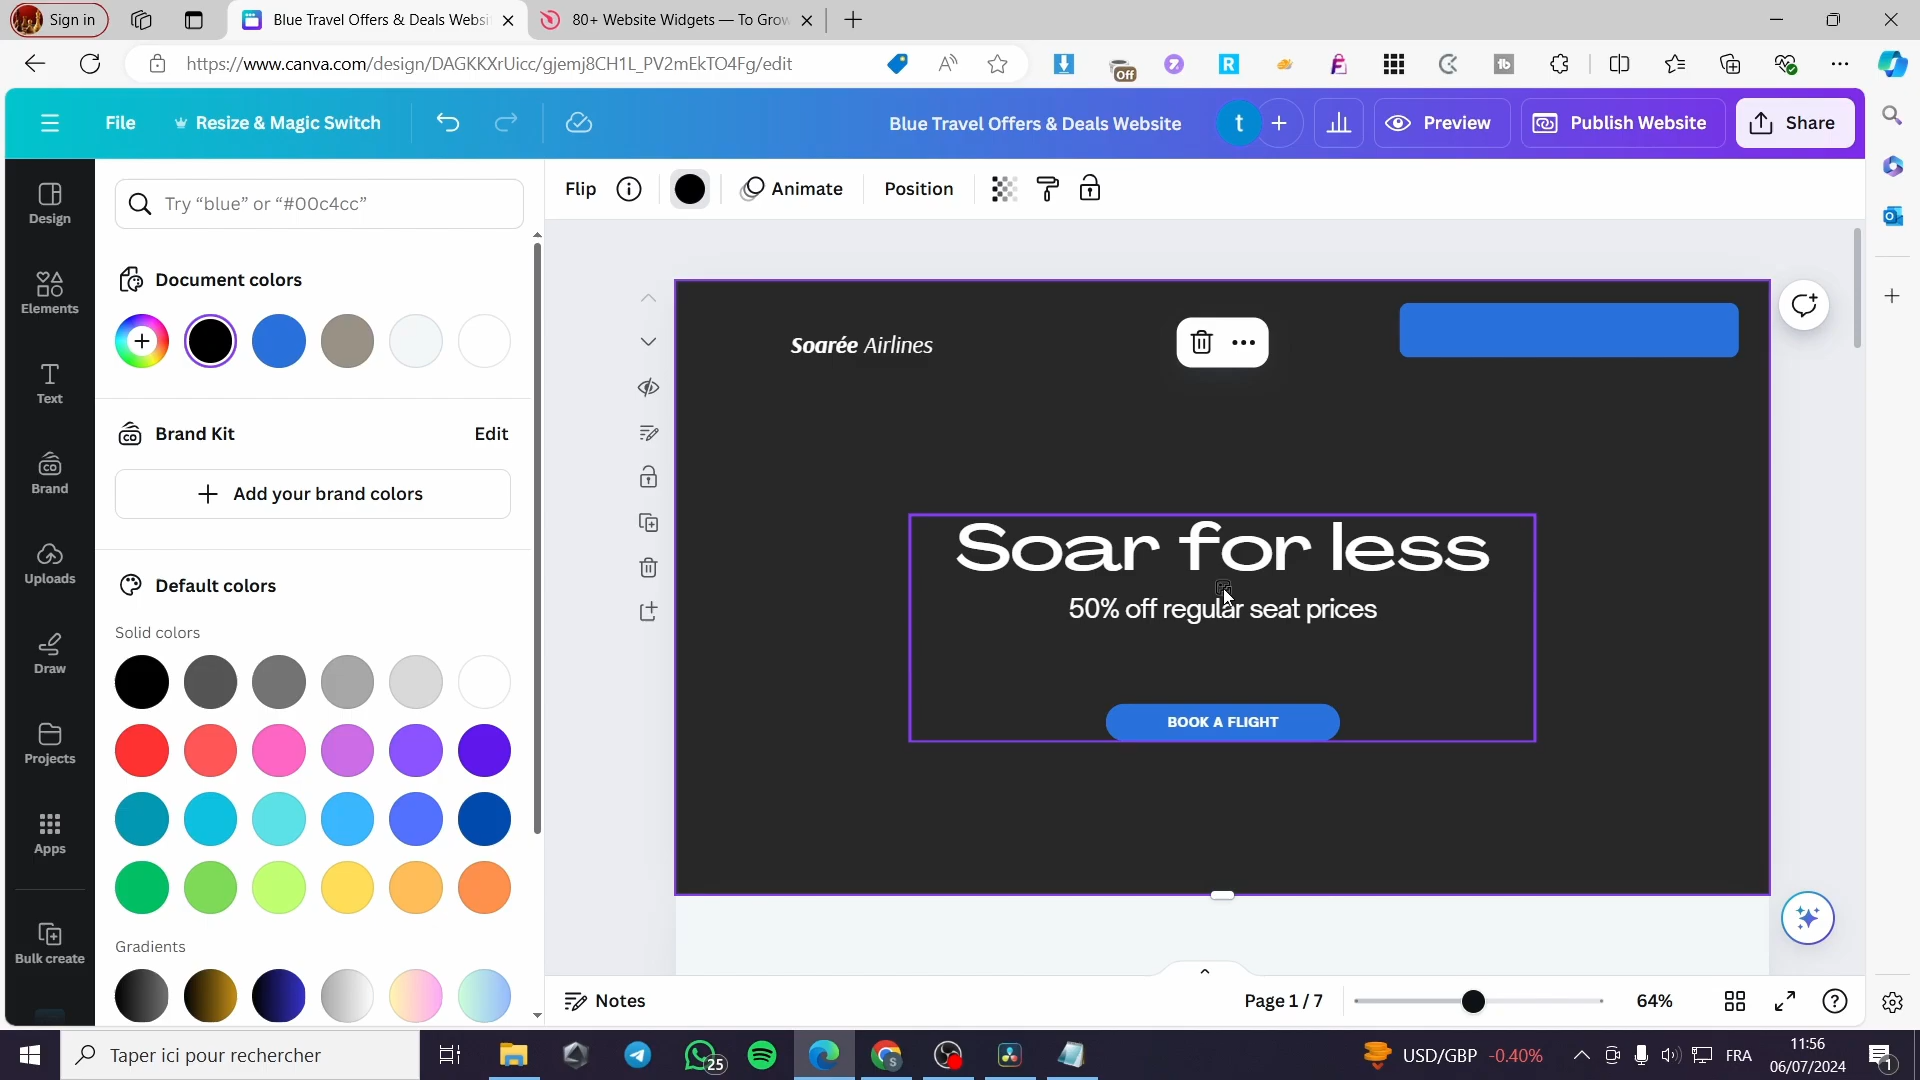 Sign in
Blue Travel Offers & Deals Websi
80+ Website Widgets — To Grow
https://www.canva.com/design/DAGKKXrUicc/gjemj8CH1L_PV2mEkTO4Fg/edit
Off
File
Resize & Magic Switch
Blue Travel Offers & Deals Website
t
Preview
Publish Website
Share
Design
Elements
Text
Brand
Uploads
Draw
Projects
Apps
Bulk create
Try “blue” or “#00c4cc”
Document colors
Brand Kit
Edit
Add your brand colors
Default colors
Solid colors
Gradients
Flip
Animate
Position
Soarée Airlines
Soar for less
50% off regular seat prices
BOOK A FLIGHT
Notes
Page 1 / 7
64%
Taper ici pour rechercher
25
USD/GBP -0.40%
FRA
11:56
06/07/2024
1